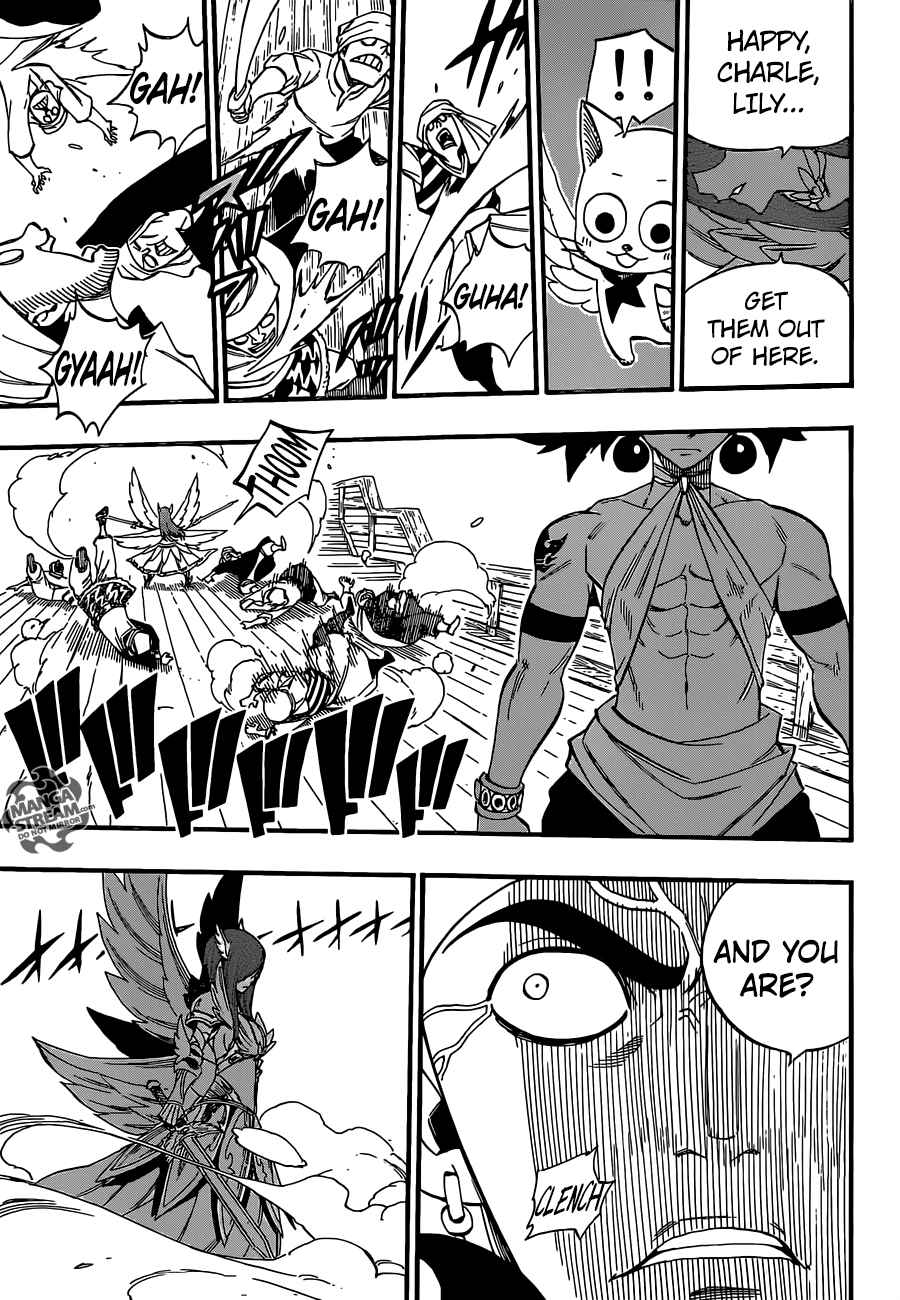 HAPPY,
CHARLE,
LILY...
GET
THEM OUT
OF HERE.
!!
GUHA!
GAH!
GAH!
GYAAH!
THOOM
MANGA
STREAM.com
DO NOT MIRROR
AND YOU
ARE?
CLENCH